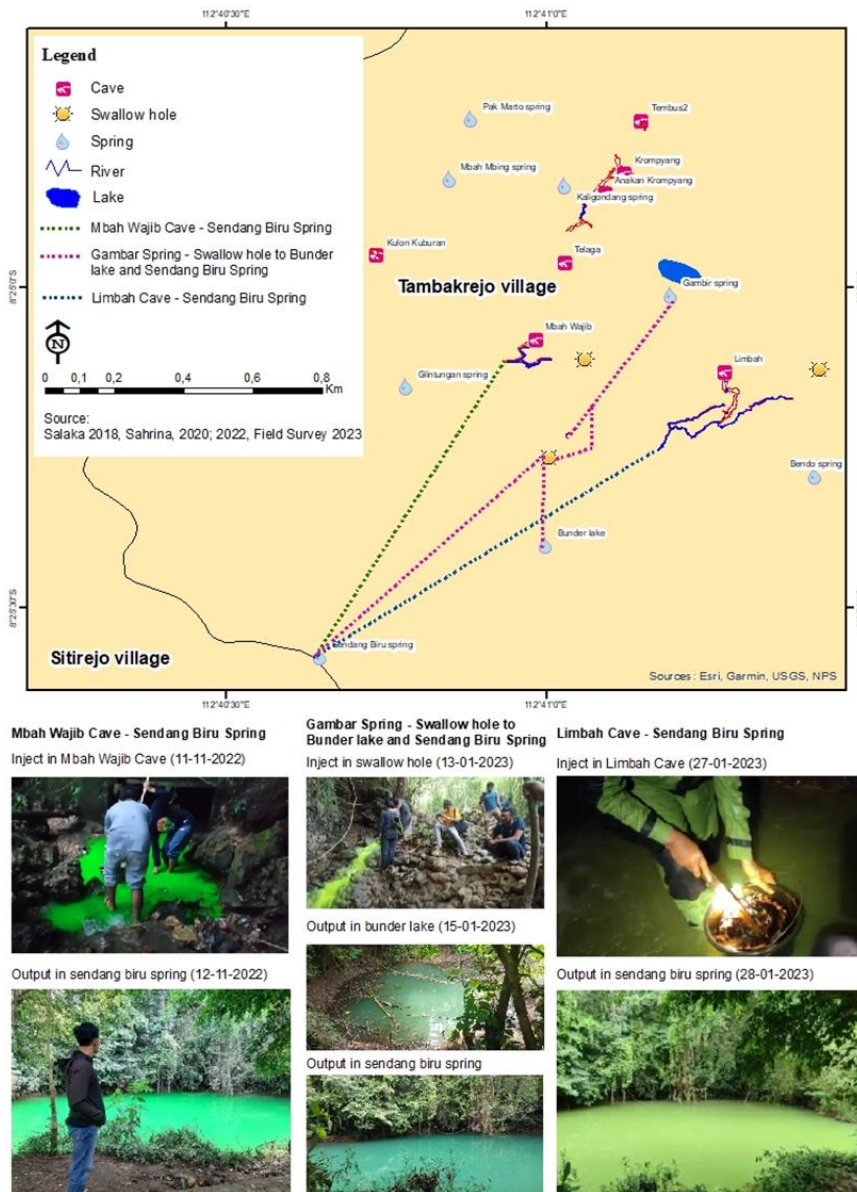 112°40'30"E
112°41'0"E
Legend
Cave
Swallow hole
Spring
River
Lake
Mbah Wajib Cave - Sendang Biru Spring
Gambar Spring - Swallow hole to Bunder
lake and Sendang Biru Spring
Limbah Cave - Sendang Biru Spring
N
0 0,1 0,2 0,4 0,6 0,8
Km
Source:
Salaka 2018, Sahrina, 2020; 2022, Field Survey 2023
Pak Marto spring
Tembus2
Mbah Mbing spring
Krompyang
Anakan Krompyang
Kaligondang spring
Kulon Kuburan
Telaga
8°25'0"S
Tambakrejo village
Gambir spring
Mbah Wajib
Limbah
Glintungan spring
Bendo spring
Bunder lake
8°25'30"S
Sendang Biru spring
Sitirejo village
Sources: Esri, Garmin, USGS, NPS
112°40'30"E
112°41'0"E
Mbah Wajib Cave - Sendang Biru Spring
Inject in Mbah Wajib Cave (11-11-2022)
Output in sendang biru spring (12-11-2022)
Gambar Spring - Swallow hole to
Bunder lake and Sendang Biru Spring
Inject in swallow hole (13-01-2023)
Output in bunder lake (15-01-2023)
Output in sendang biru spring
Limbah Cave - Sendang Biru Spring
Inject in Limbah Cave (27-01-2023)
Output in sendang biru spring (28-01-2023)